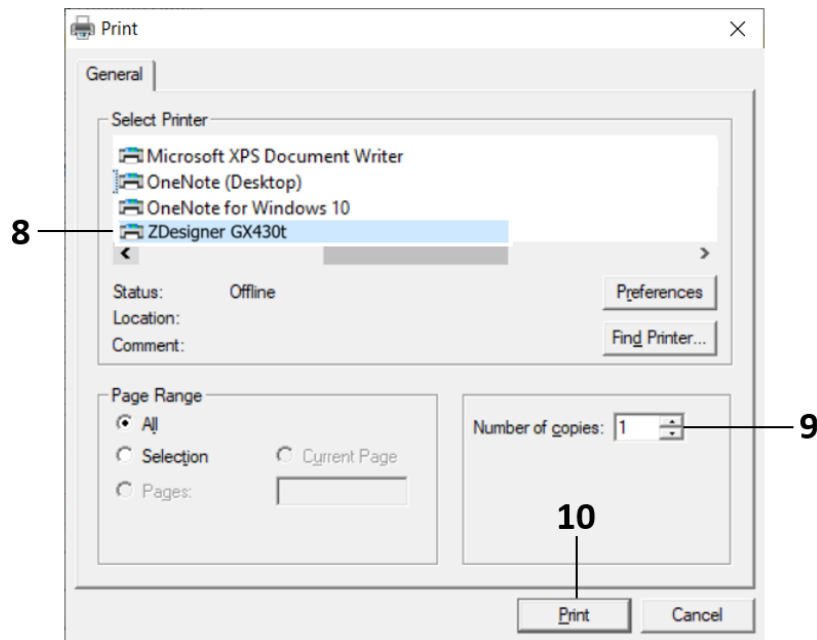 Print
General
Select Printer
Microsoft XPS Document Writer
OneNote (Desktop)
OneNote for Windows 10
8
ZDesigner GX430t
Status: Offline
Preferences
Location:
Comment:
Find Printer...
Page Range
All
Number of copies: 1
9
Selection
Current Page
Pages:
10
Print
Cancel